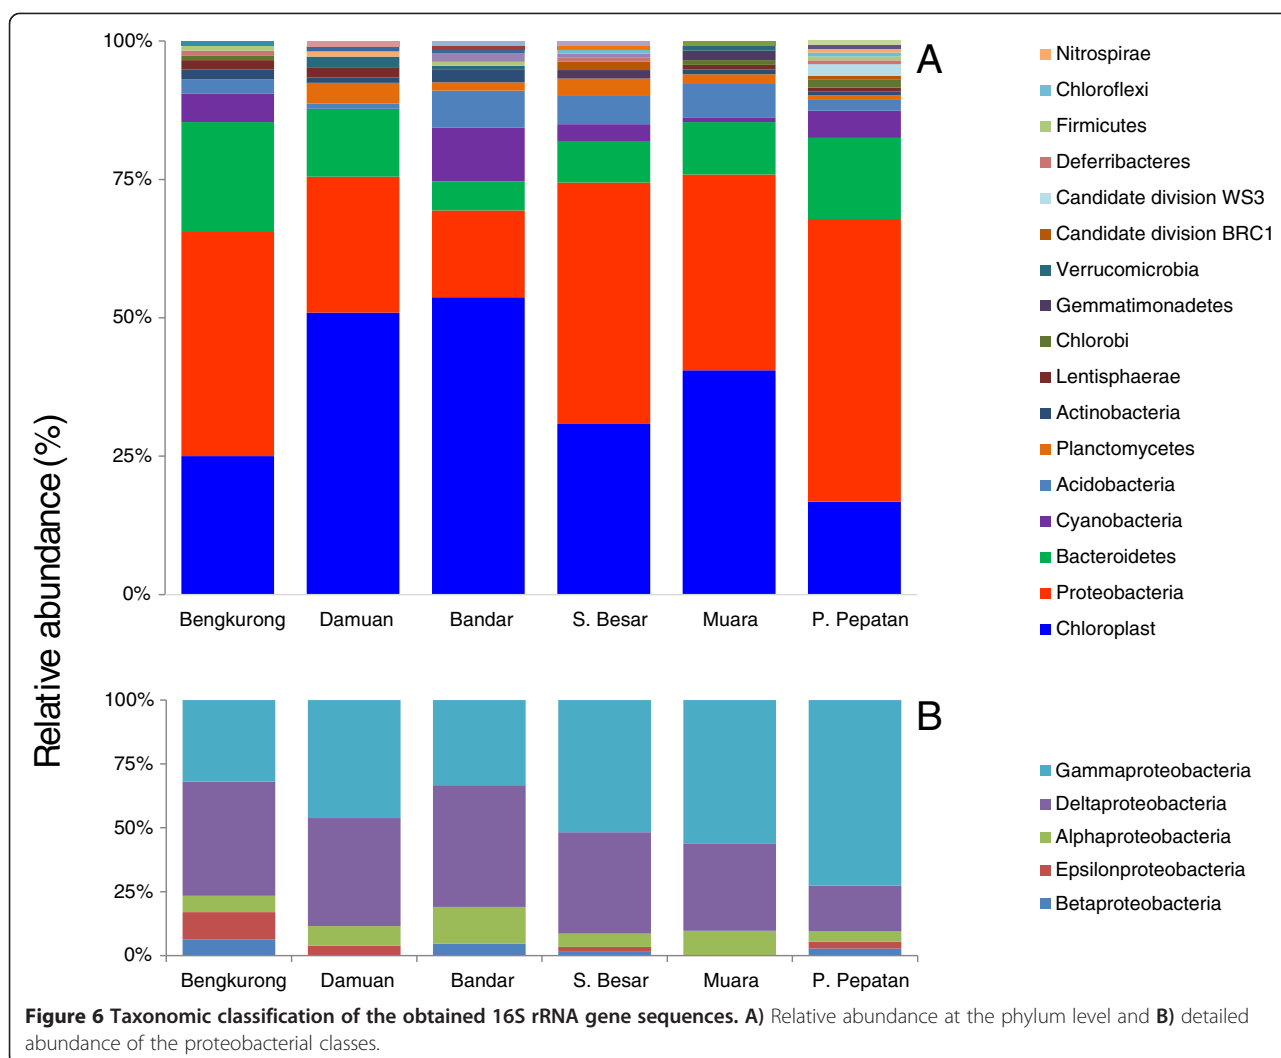 Relative abundance (%)
A
100%
75%
50%
25%
0%
Bengkurong Damuan Bandar S. Besar Muara P. Pepatan
Nitrospirae
Chloroflexi
Firmicutes
Deferribacteres
Candidate division WS3
Candidate division BRC1
Verrucomicrobia
Gemmatimonadetes
Chlorobi
Lentisphaerae
Actinobacteria
Planctomycetes
Acidobacteria
Cyanobacteria
Bacteroidetes
Proteobacteria
Chloroplast
B
100%
75%
50%
25%
0%
Bengkurong Damuan Bandar S. Besar Muara P. Pepatan
Gammaproteobacteria
Deltaproteobacteria
Alphaproteobacteria
Epsilonproteobacteria
Betaproteobacteria
Figure 6 Taxonomic classification of the obtained 16S rRNA gene sequences. A) Relative abundance at the phylum level and B) detailed
abundance of the proteobacterial classes.